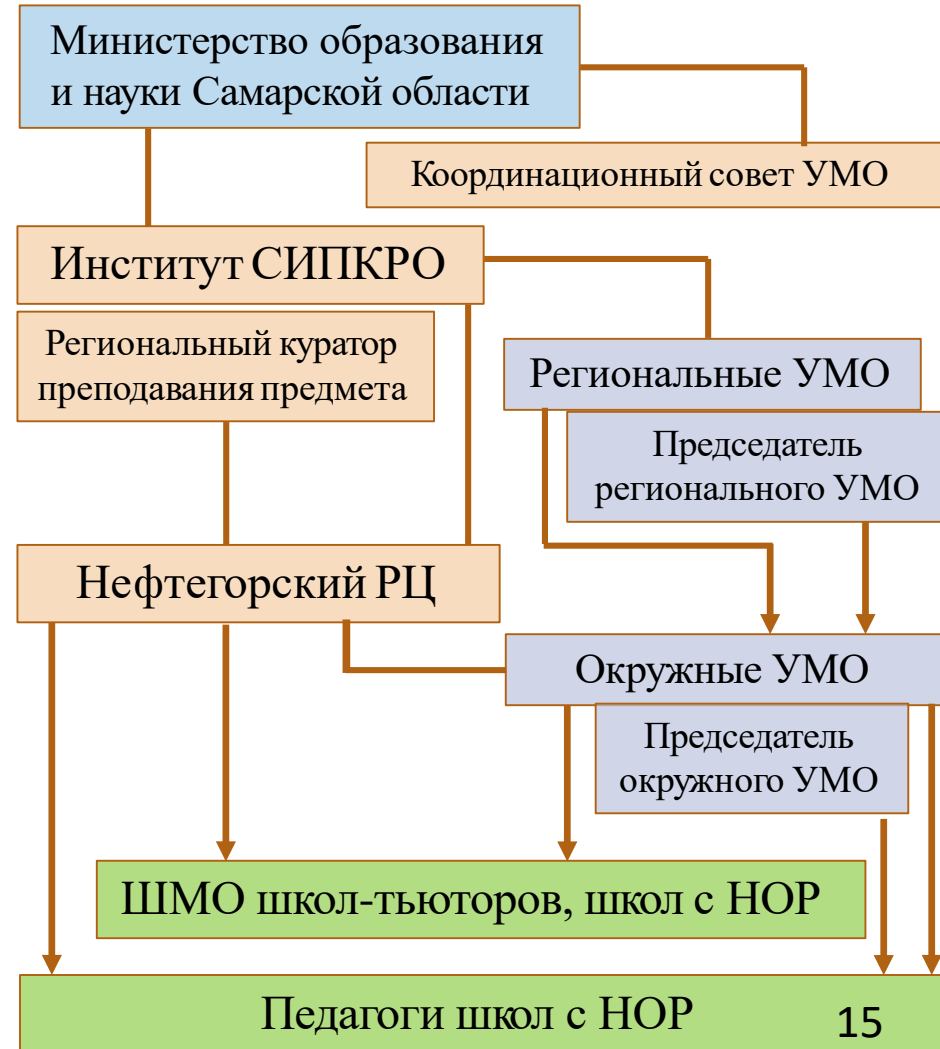 Министерство образования
и науки Самарской области
Координационный совет УМО
Институт СИПКРО
Региональный куратор
преподавания предмета
Региональные УМО
Председатель
регионального УМО
Нефтегорский РЦ
Окружные УМО
Председатель
окружного УМО
ШМО школ-тьюторов, школ с НОР
Педагоги школ с НОР
15